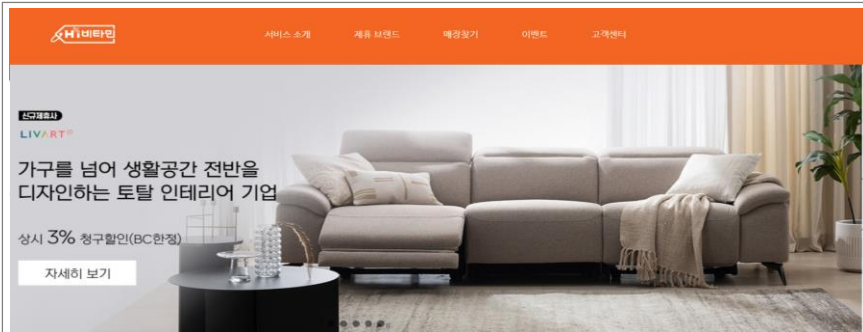 Hi비타민
서비스 소개
제휴 브랜드
매장찾기
이벤트
고객센터
신규제휴사
LIVART
가구를 넘어 생활공간 전반을
디자인하는 토탈 인테리어 기업
상시 3% 청구할인(BC한정)
자세히 보기